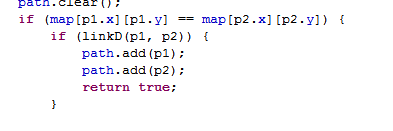 path.clear();
if (map[p1.x][p1.y] == map[p2.x][p2.y]) {
if (linkD(p1, p2)) {
path.add(p1);
path.add(p2);
return true;
}